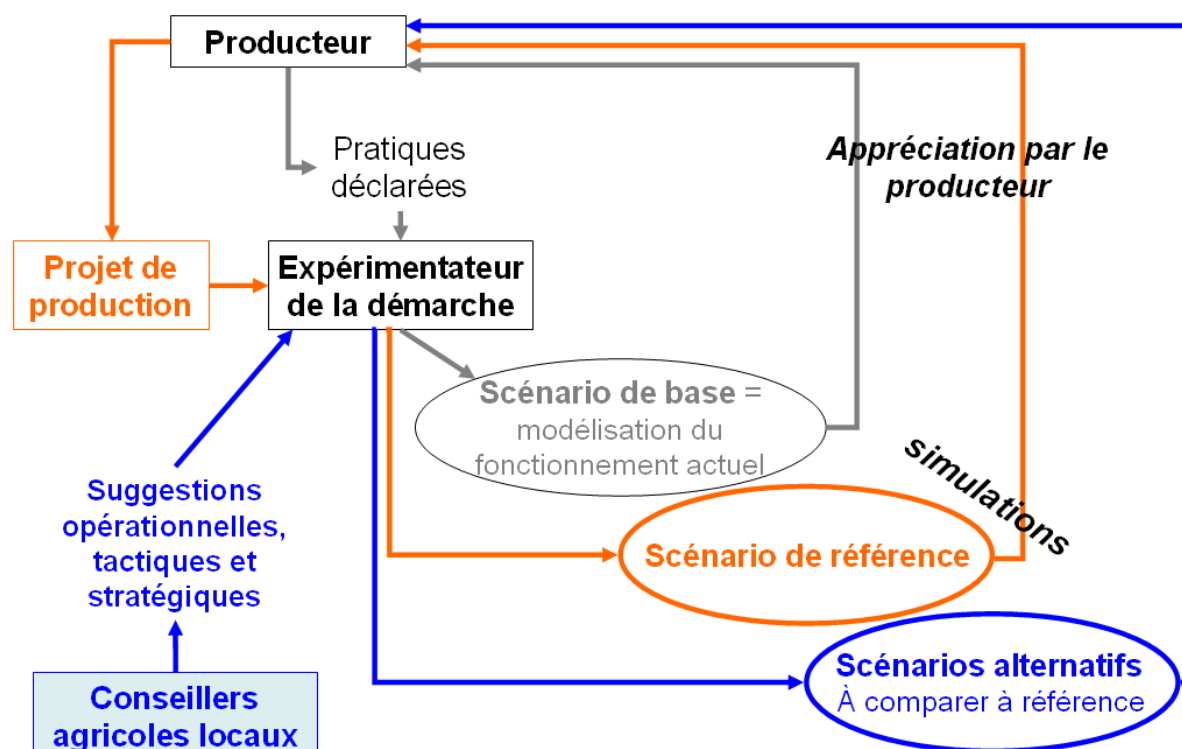 Producteur
Pratiques
déclarées
Appréciation par le
producteur
Projet de
production
Expérimentateur
de la démarche
Scénario de base =
modélisation du
fonctionnement actuel
simulations
Suggestions
opérationnelles,
tactiques et
stratégiques
Scénario de référence
Scénarios alternatifs
À comparer à référence
Conseillers
agricoles locaux